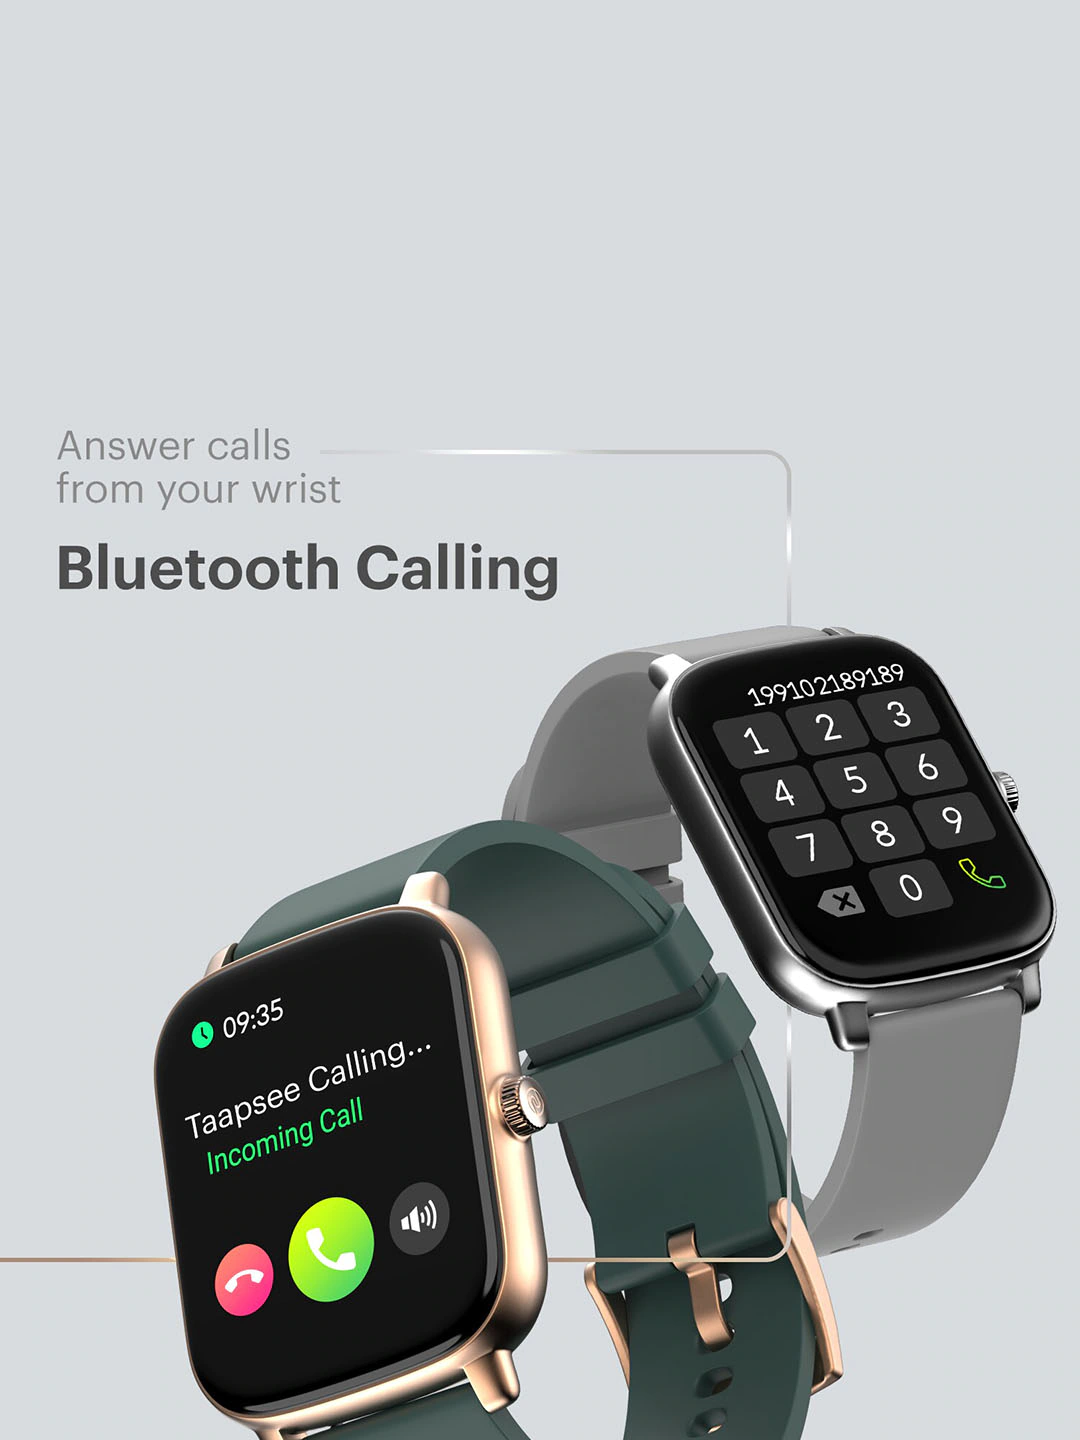 Answer calls
from your wrist
Bluetooth Calling
199102189189
1 2 3
4 5 6
7 8 9
0
09:35
Taapsee Calling...
Incoming Call